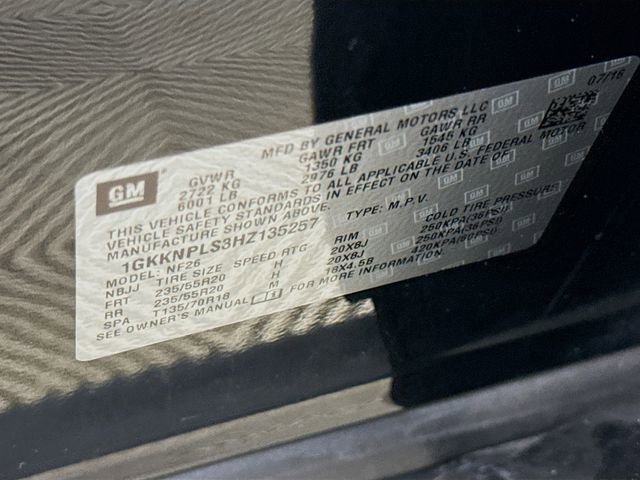 GM
07/16
MFD BY GENERAL MOTORS LLC
GVWR GAWR FRT GAWR RR
2722 KG 1350 KG 1545 KG
6001 LB 2976 LB 3406 LB
THIS VEHICLE CONFORMS TO ALL APPLICABLE U.S. FEDERAL MOTOR
VEHICLE SAFETY STANDARDS IN EFFECT ON THE DATE OF
MANUFACTURE SHOWN ABOVE.
1GKKNPLS3HZ135257 TYPE: M.P.V.
MODEL: NF26
NBJJ TIRE SIZE SPEED RTG RIM COLD TIRE PRESSURE
FRT 235/55R20 H 20X8J 250KPA(36PSI)
RR 235/55R20 H 20X8J 250KPA(36PSI)
SPA T135/70R18 M 18X4.5B 420KPA(60PSI)
SEE OWNER'S MANUAL FOR MORE INFORMATION.